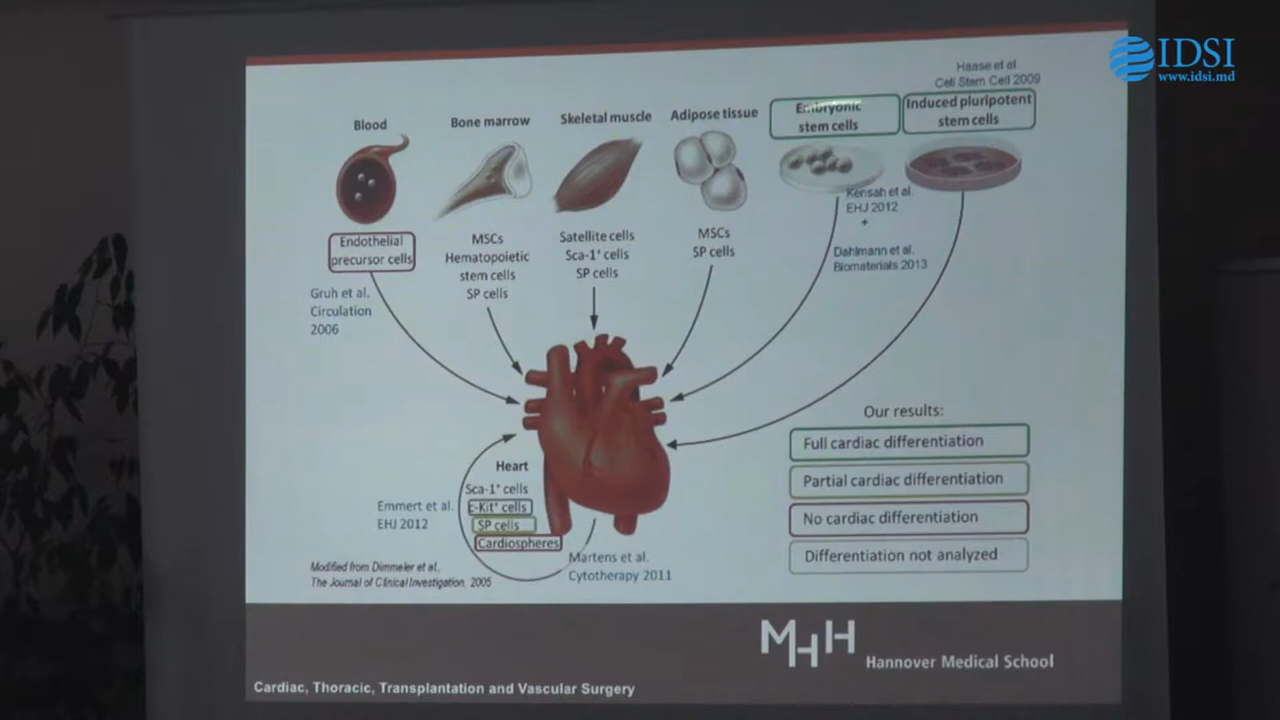 IDSI
www.idsi.md
Haase et al.
Cell Stem Cell 2009
Blood
Bone marrow
Skeletal muscle
Adipose tissue
Embryonic
stem cells
Induced pluripotent
stem cells
Kensah et al.
EHJ 2012
+
Dahlmann et al.
Biomaterials 2013
Endothelial
precursor cells
MSCs
Hematopoietic
stem cells
SP cells
Satellite cells
Sca-1⁺ cells
SP cells
MSCs
SP cells
Gruh et al.
Circulation
2006
Heart
Sca-1⁺ cells
c-Kit⁺ cells
SP cells
Cardiospheres
Emmert et al.
EHJ 2012
Martens et al.
Cytotherapy 2011
Modified from Dimmeler et al.,
The Journal of Clinical Investigation, 2005
Our results:
Full cardiac differentiation
Partial cardiac differentiation
No cardiac differentiation
Differentiation not analyzed
MHH
Hannover Medical School
Cardiac, Thoracic, Transplantation and Vascular Surgery